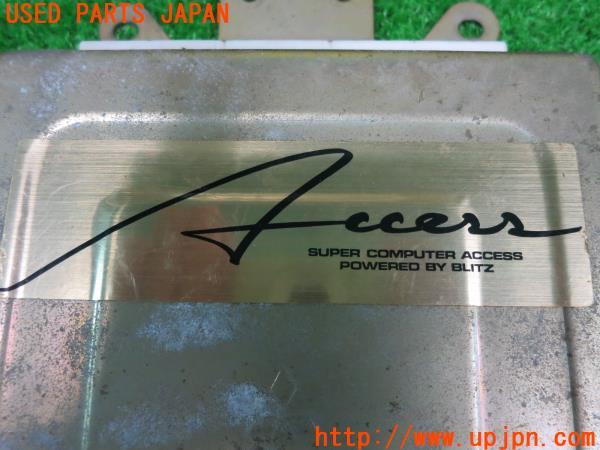 USED PARTS JAPAN
Access
SUPER COMPUTER ACCESS
POWERED BY BLITZ
http://www.upjpn.com